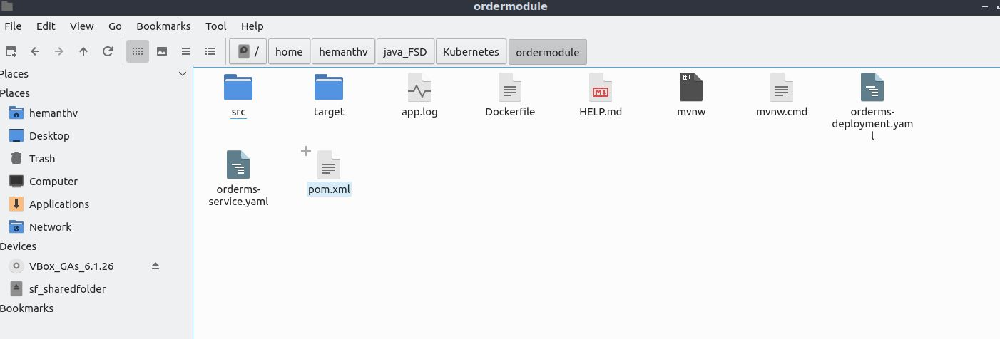 ordermodule
File Edit View Go Bookmarks Tool Help
/ home hemanthv java_FSD Kubernetes ordermodule
Places
Places
hemanthv
Desktop
Trash
Computer
Applications
Network
Devices
VBox_GAs_6.1.26
sf_sharedfolder
Bookmarks
src target app.log Dockerfile HELP.md mvnw mvnw.cmd orderms-
deployment.yam
l
orderms-
service.yaml
pom.xml